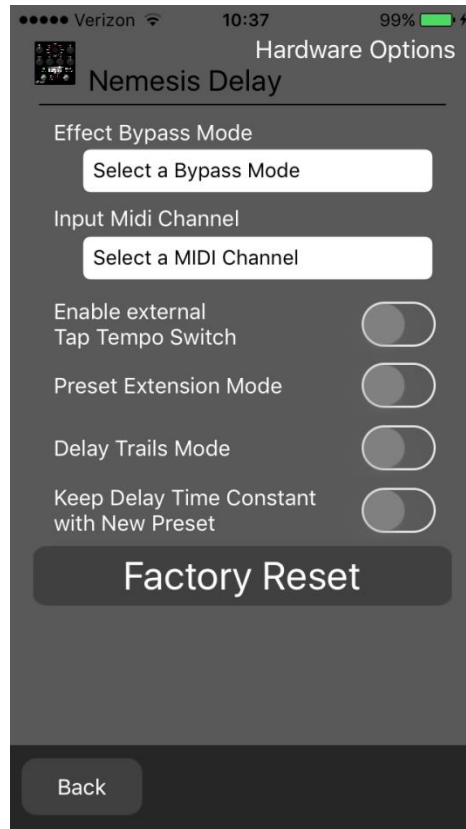 Verizon 10:37 99%
Hardware Options
Nemesis Delay
Effect Bypass Mode
Select a Bypass Mode
Input Midi Channel
Select a MIDI Channel
Enable external
Tap Tempo Switch
Preset Extension Mode
Delay Trails Mode
Keep Delay Time Constant
with New Preset
Factory Reset
Back